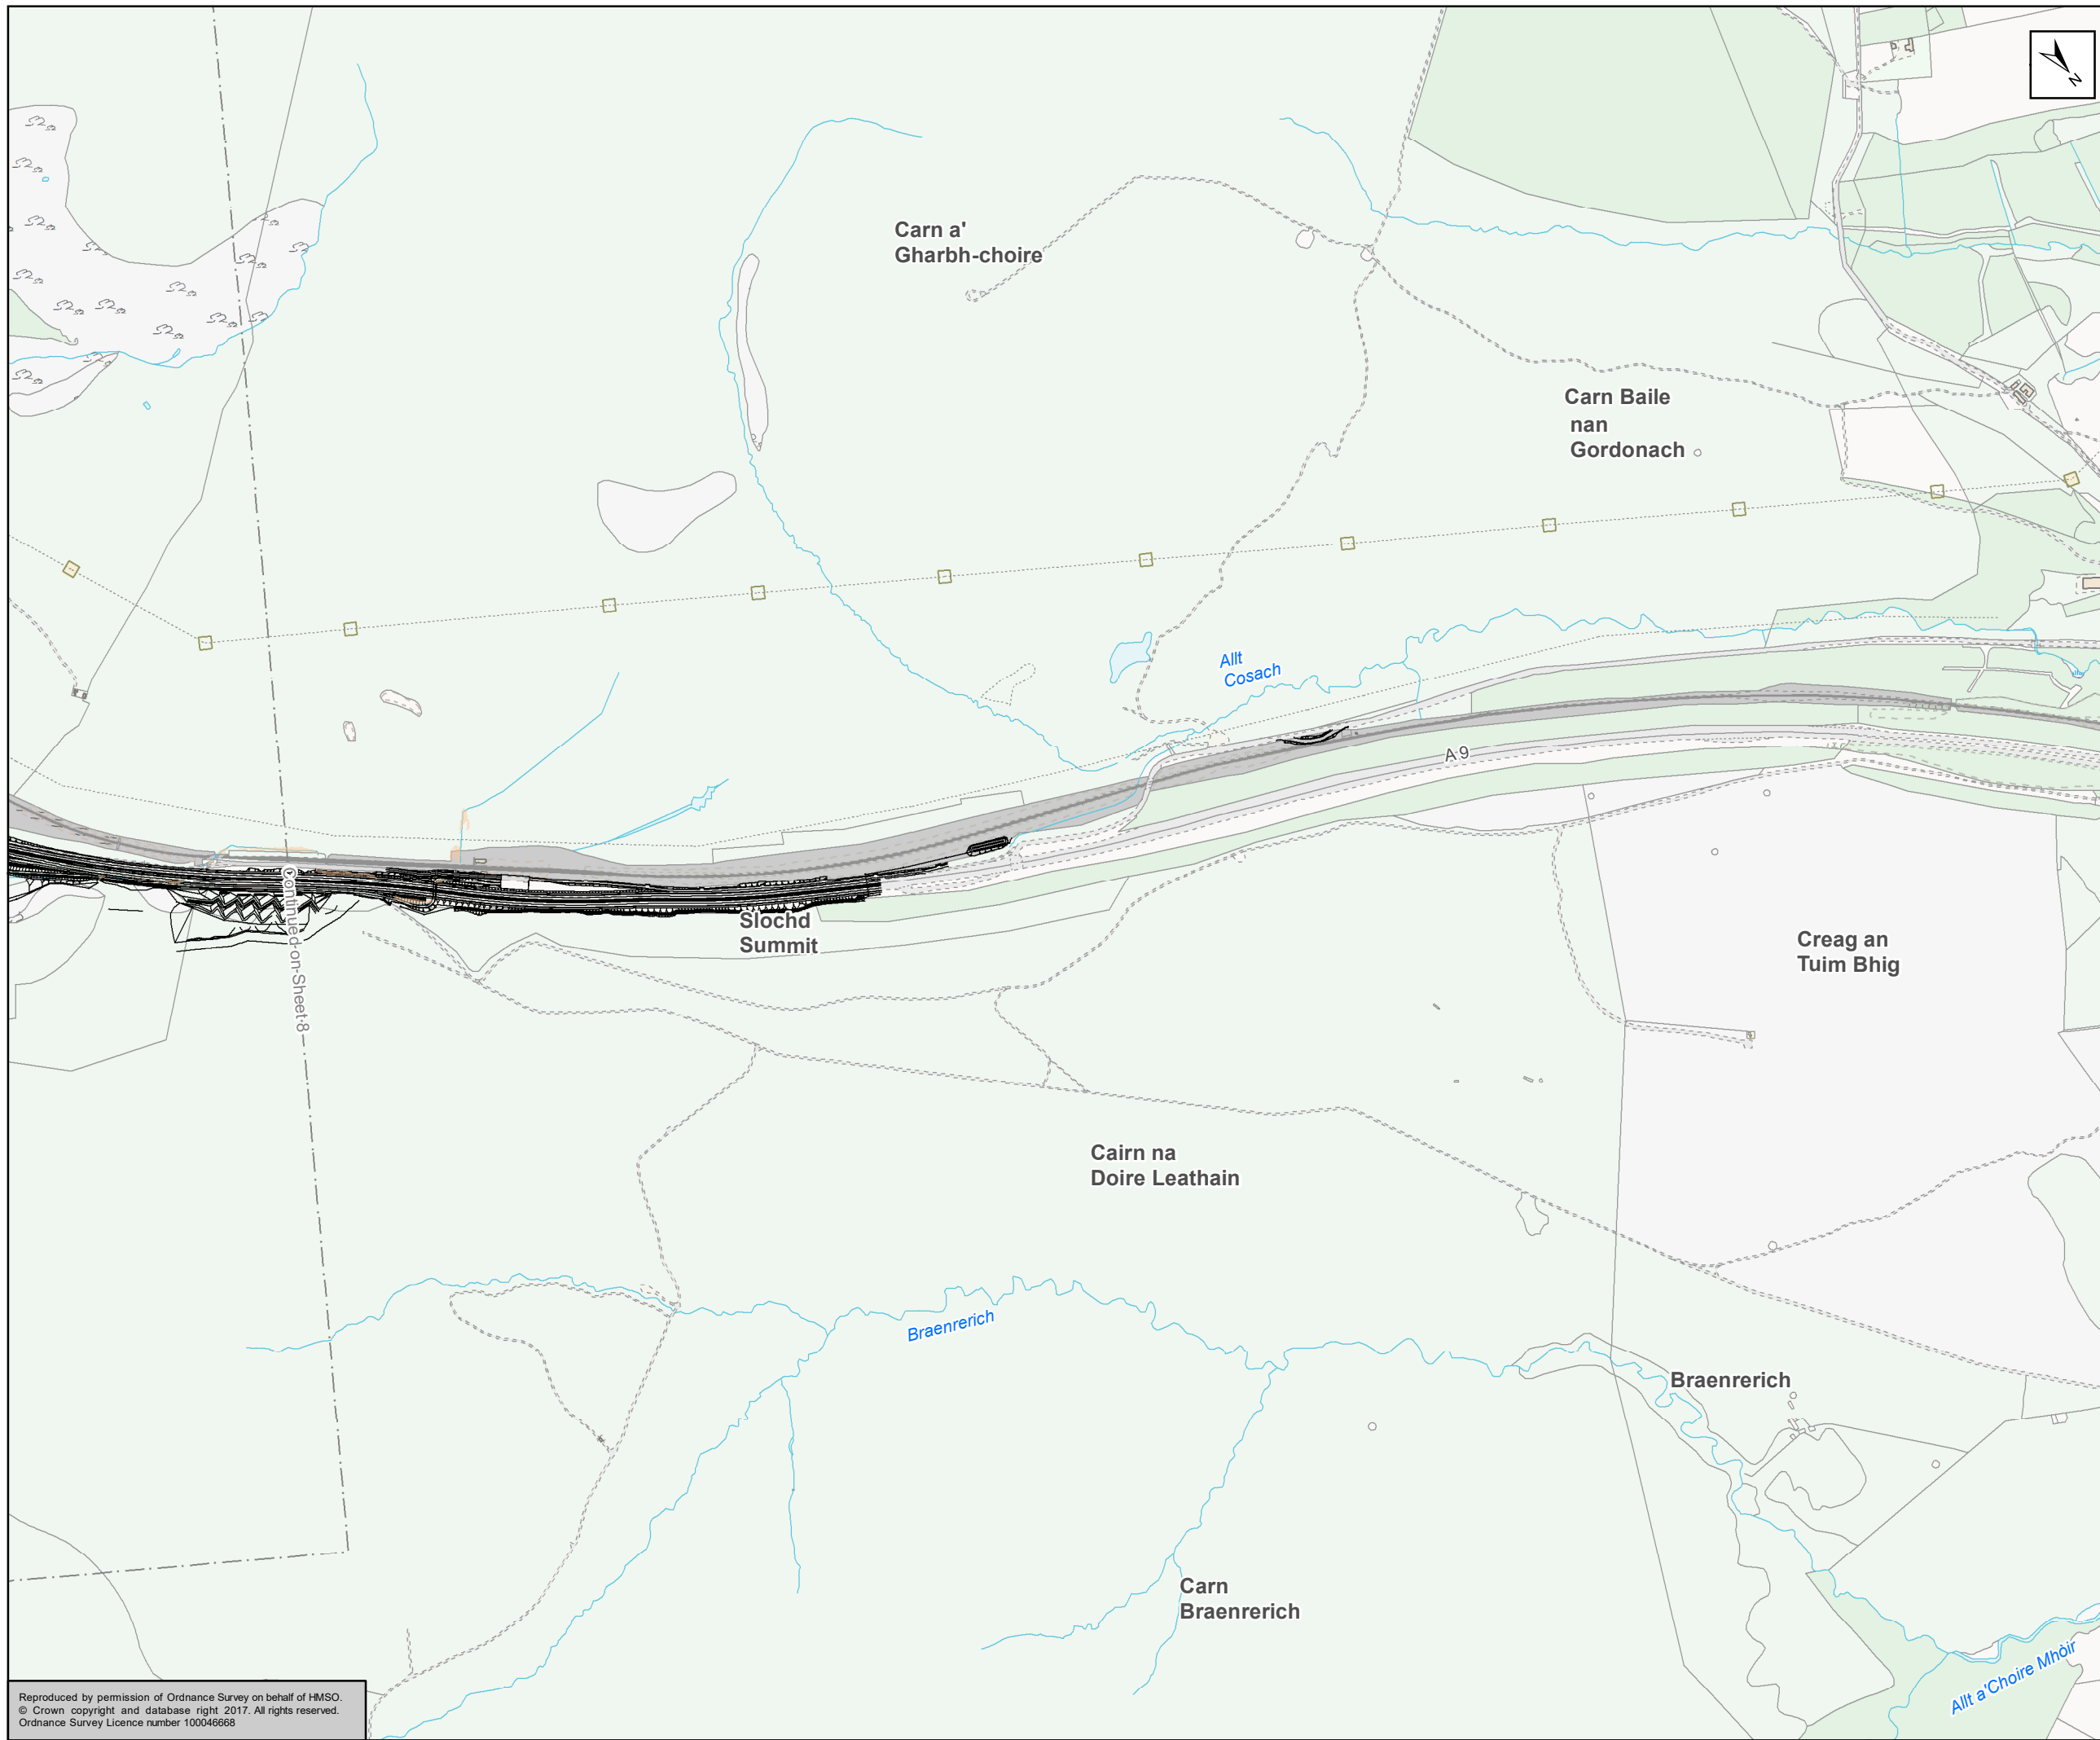 N
Carn a'
Gharbh-choire
Carn Baile
nan
Gordonach
Allt
Cosach
A 9
Continued-on-Sheet-8
Slochd
Summit
Creag an
Tuim Bhig
Cairn na
Doire Leathain
Braenrerich
Braenrerich
Carn
Braenrerich
Allt a'Choire Mhòir
Reproduced by permission of Ordnance Survey on behalf of HMSO.
© Crown copyright and database right 2017. All rights reserved.
Ordnance Survey Licence number 100046668